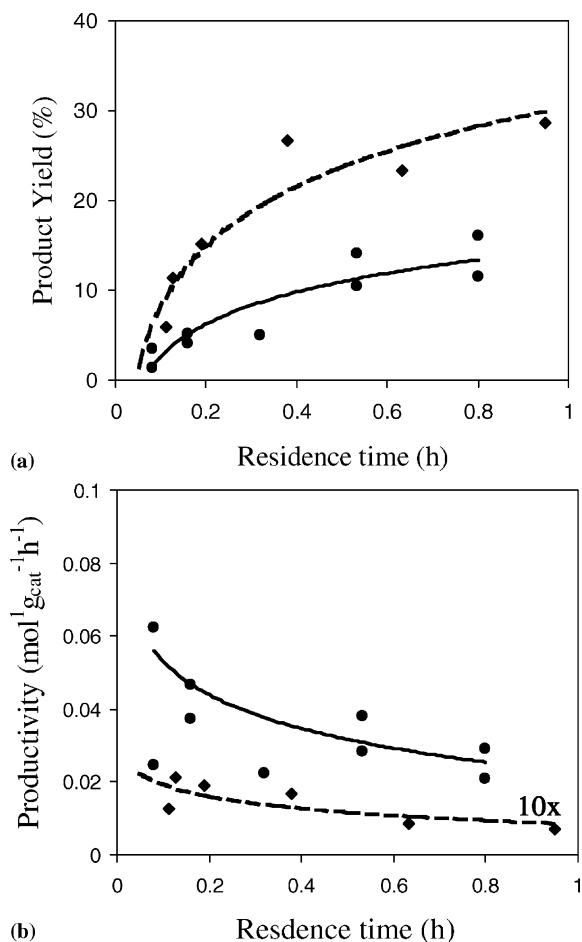 40
30
20
10
0
Product Yield (%)
0 0.2 0.4 0.6 0.8 1
(a)
Residence time (h)
0.1
0.08
0.06
0.04
0.02
0
Productivity (mol¹g_cat⁻¹h⁻¹)
10x
0 0.2 0.4 0.6 0.8 1
(b)
Resdence time (h)